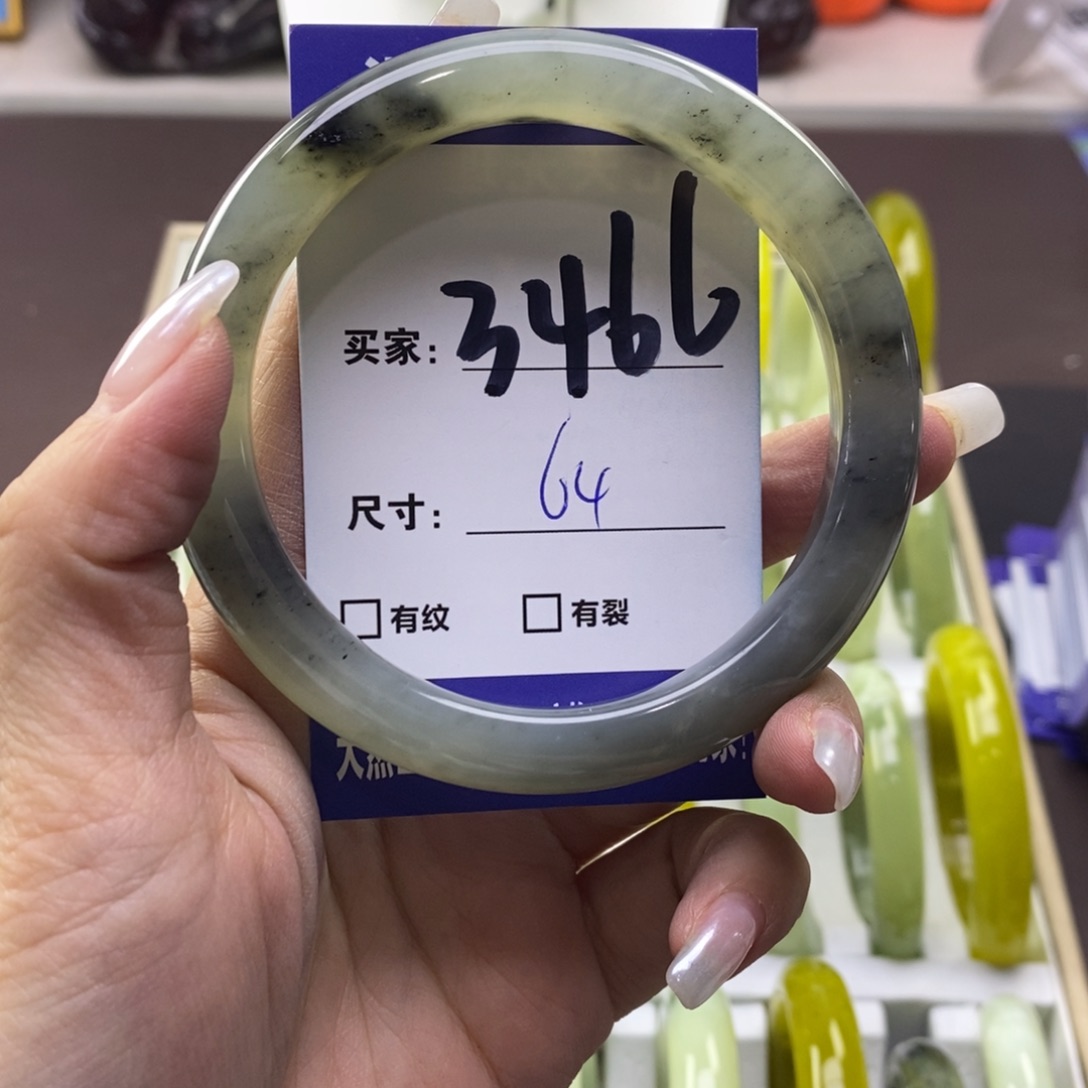 买家: 3466
尺寸: 64
□ 有纹 □ 有裂